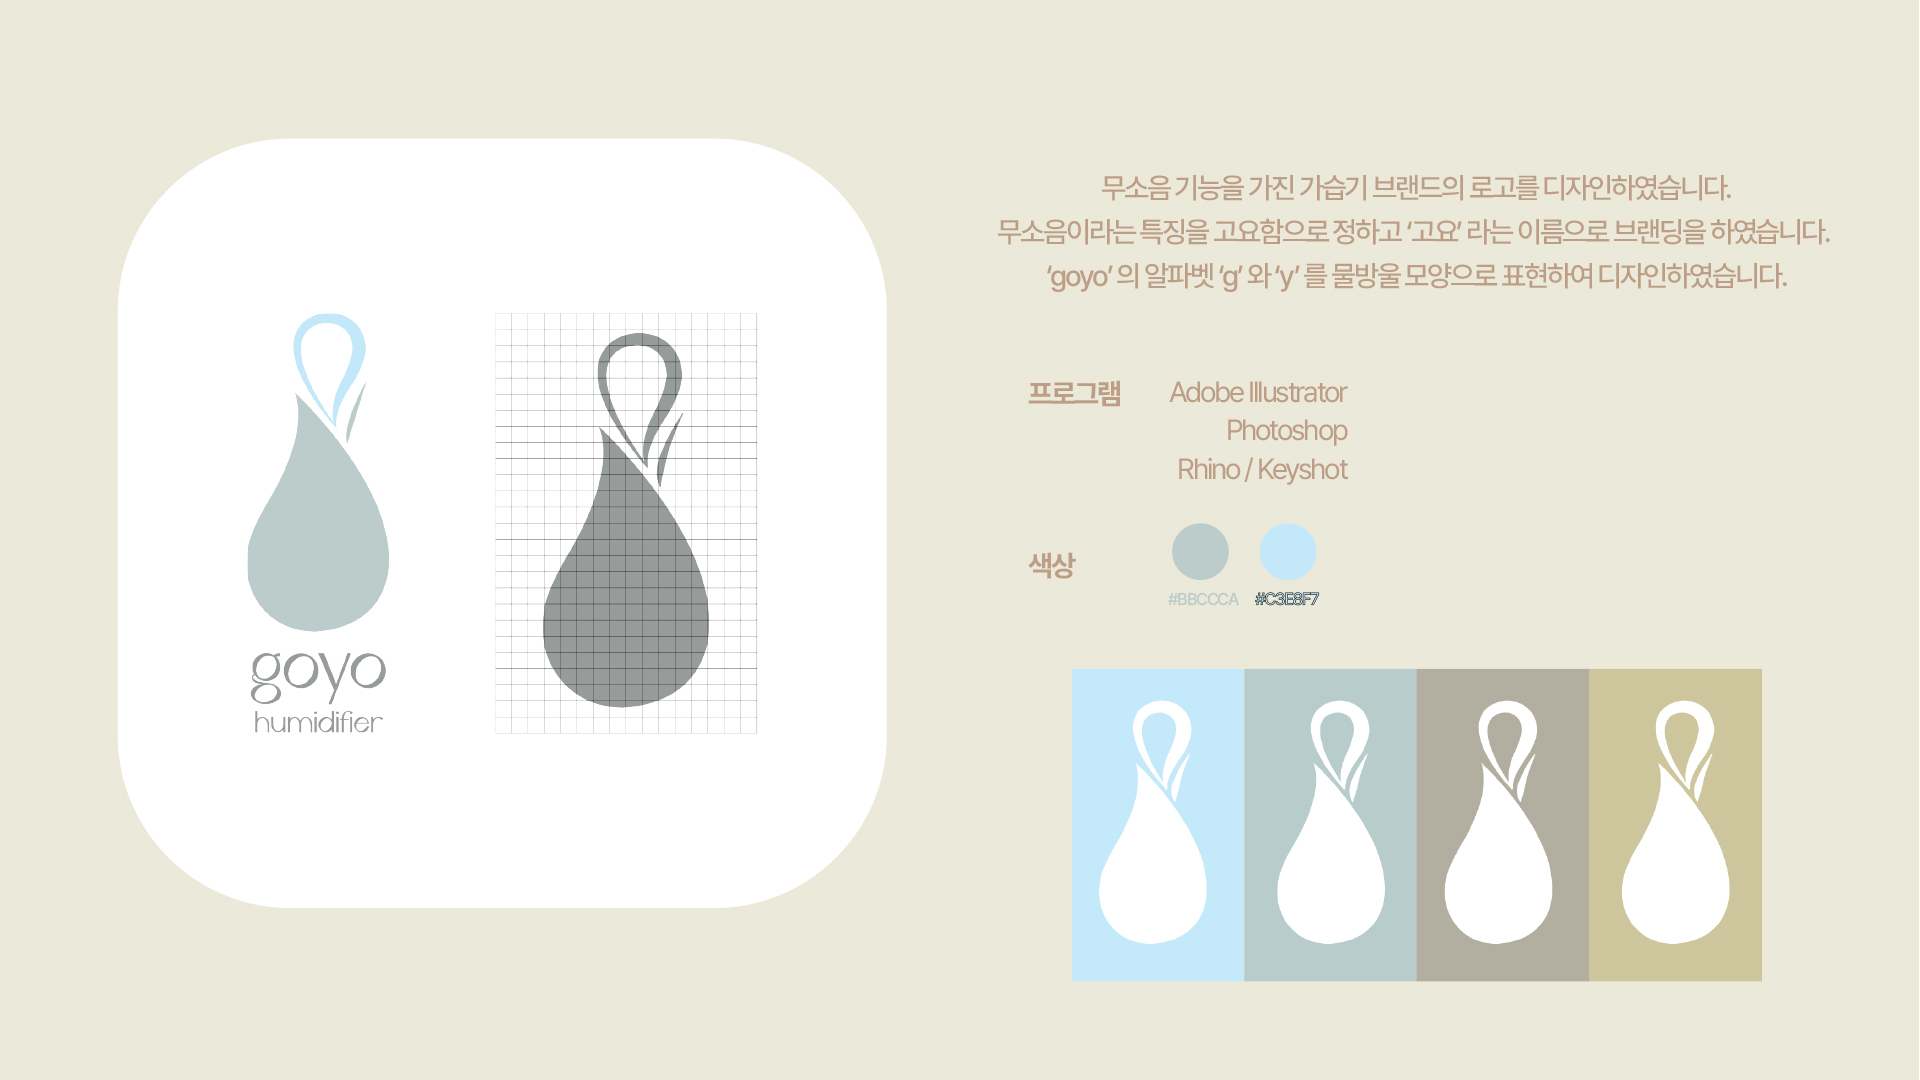 goyo
humidifier
무소음 기능을 가진 가습기 브랜드의 로고를 디자인하였습니다.
무소음이라는 특징을 고요함으로 정하고 ‘고요’ 라는 이름으로 브랜딩을 하였습니다.
‘goyo’ 의 알파벳 ‘g’ 와 ‘y’ 를 물방울 모양으로 표현하여 디자인하였습니다.
프로그램
Adobe Illustrator
Photoshop
Rhino / Keyshot
색상
#BBCCCA #C3E8F7